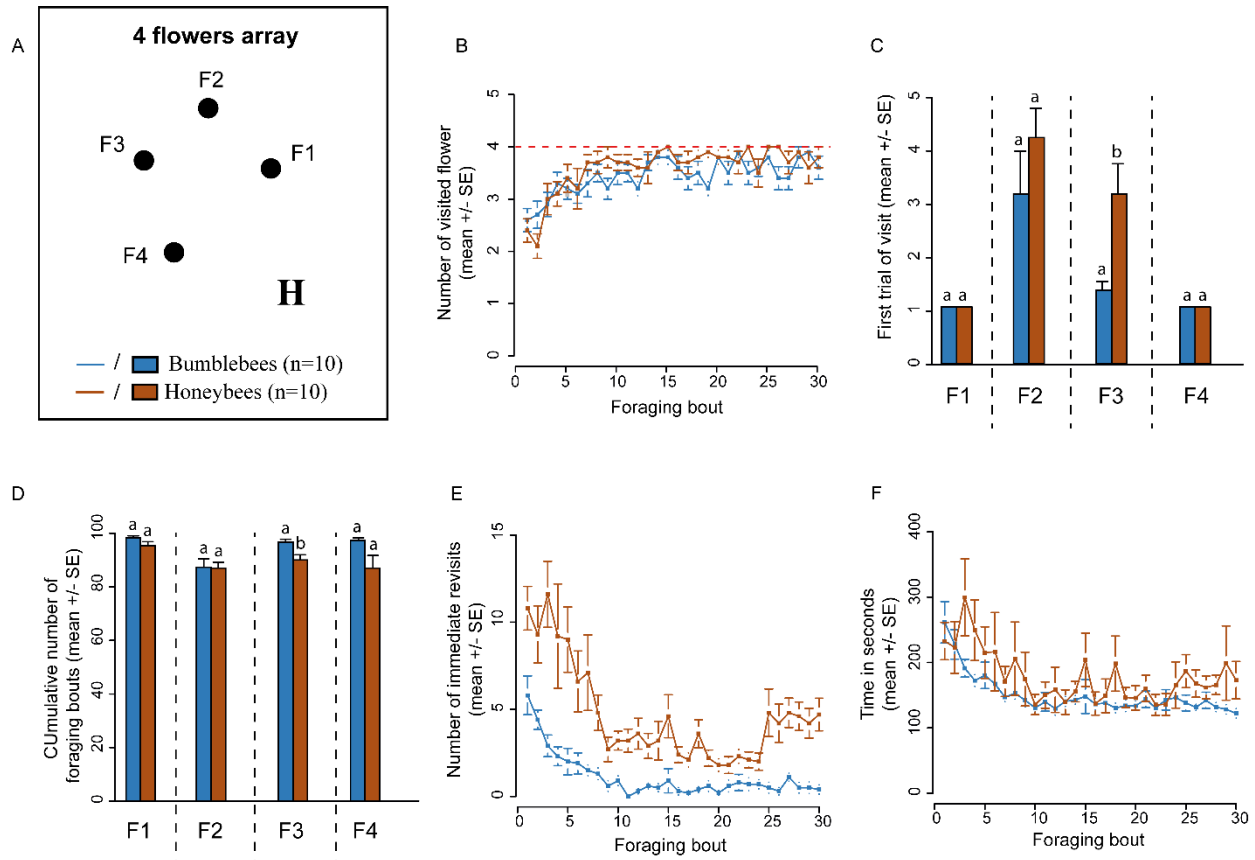 A
4 flowers array
F2
F3
F1
F4
H
/ Bumblebees (n=10)
/ Honeybees (n=10)
B
Number of visited flower
(mean +/- SE)
5
4
3
2
1
0
0 5 10 15 20 25 30
Foraging bout
C
First trial of visit (mean +/- SE)
5
4
3
1
0
a a
a a
a b
a a
F1 F2 F3 F4
D
CUmulative number of
foraging bouts (mean +/- SE)
100
80
60
40
20
0
a a
a a
a b
a a
F1 F2 F3 F4
E
Number of immediate revisits
(mean +/- SE)
15
10
5
0
0 5 10 15 20 25 30
Foraging bout
F
Time in seconds
(mean +/- SE)
400
300
200
100
0
0 5 10 15 20 25 30
Foraging bout